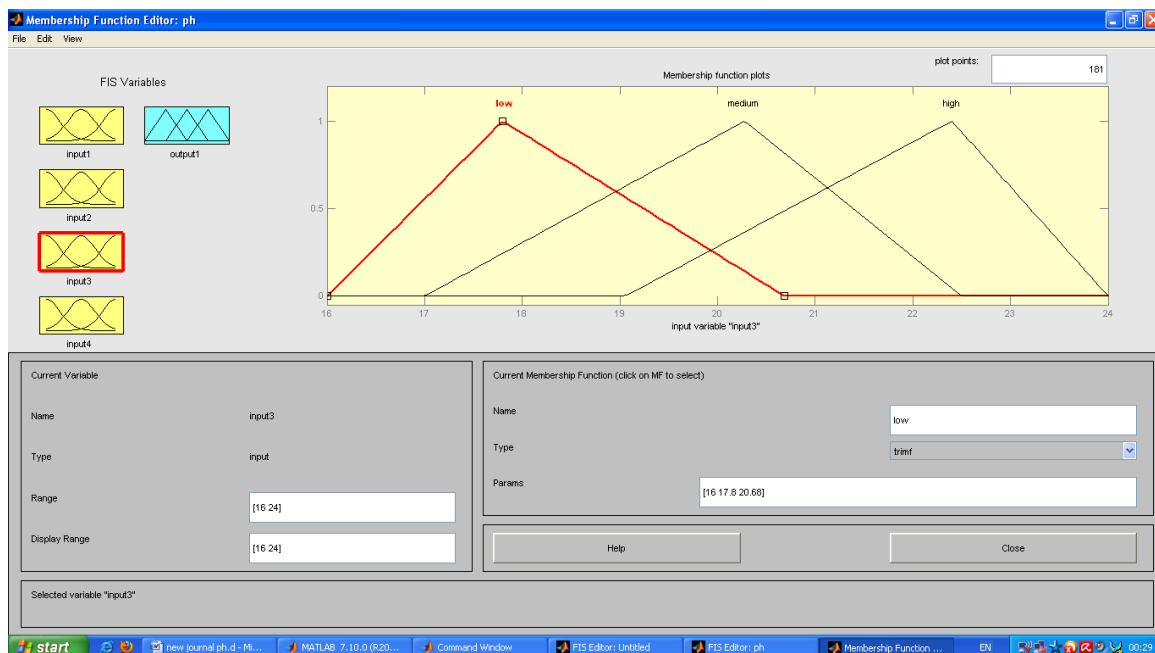 Membership Function Editor: ph
File Edit View
FIS Variables
input1
output1
input2
input3
input4
plot points:
181
Membership function plots
low medium high
1
0.5
0
16 17 18 19 20 21 22 23 24
input variable "input3"
Current Variable
Name input3
Type input
Range [16 24]
Display Range [16 24]
Current Membership Function (click on MF to select)
Name low
Type trimf
Params [16 17.8 20.68]
Help Close
Selected variable "input3"
start new journal ph.d - Mi... MATLAB 7.10.0 (R20... Command Window FIS Editor: Untitled FIS Editor: ph Membership Function ... EN 00:29